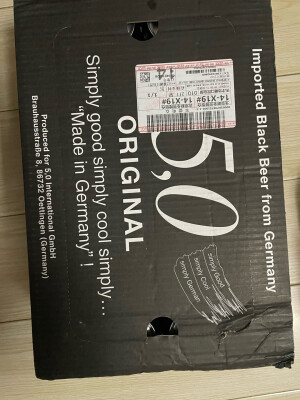 Imported Black Beer from Germany
5,0
simply Good
simply Cool
simply German
ORIGINAL
Simply good simply cool simply...
“Made in Germany” !
Produced for 5,0 International GmbH
Brauhausstraße 8, 86732 Oettingen (Germany)
14-X19#
14-X19#